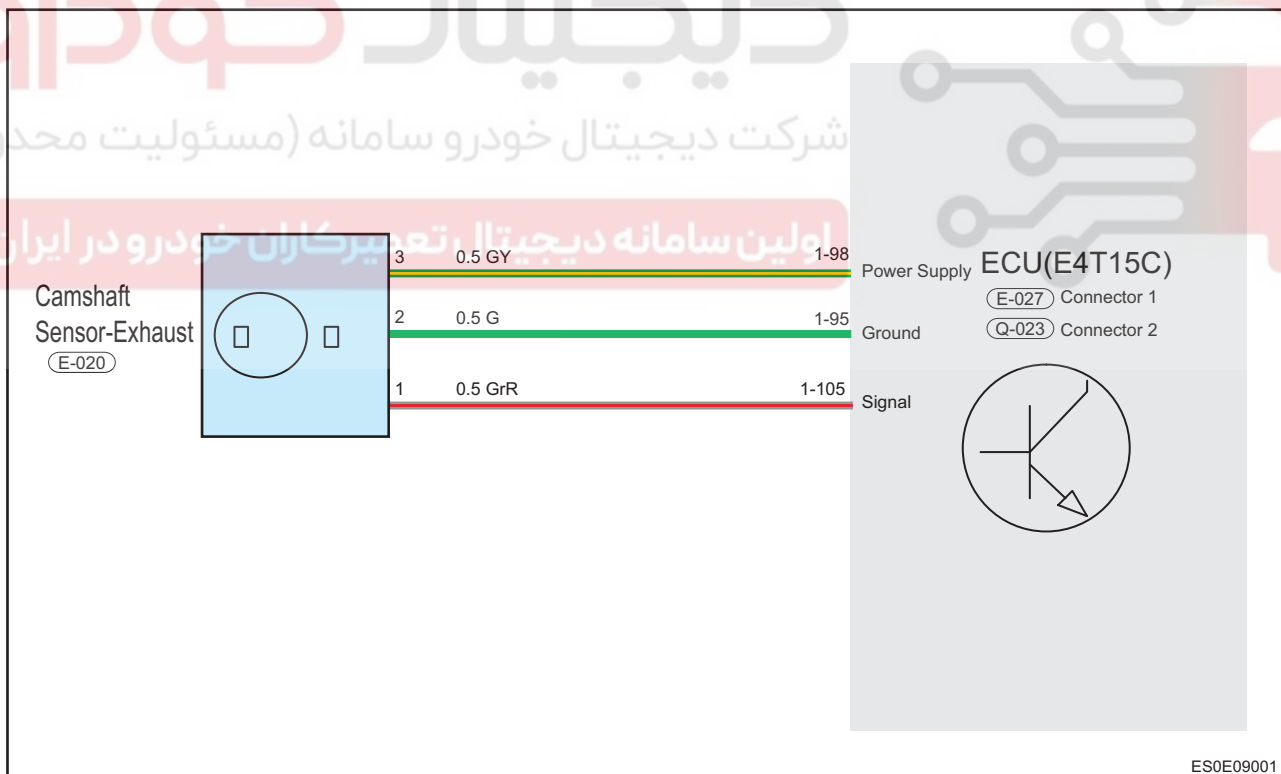 دیجیتال خودرو
شرکت دیجیتال خودرو سامانه (مسئولیت
اولین سامانه دیجیتال تعمیرکاران خودرو در ایران
Camshaft
Sensor-Exhaust
E-020
3 0.5 GY 1-98
2 0.5 G 1-95
1 0.5 GrR 1-105
Power Supply
Ground
Signal
ECU(E4T15C)
E-027 Connector 1
Q-023 Connector 2
ES0E09001